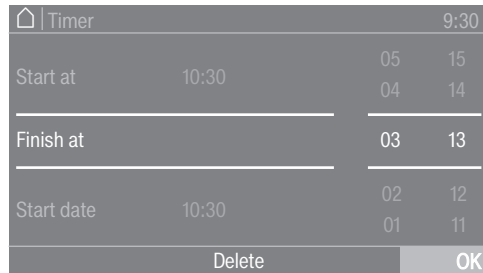 Timer 9:30
05 15
Start at 10:30
04 14
Finish at 03 13
02 12
Start date 10:30
01 11
Delete OK